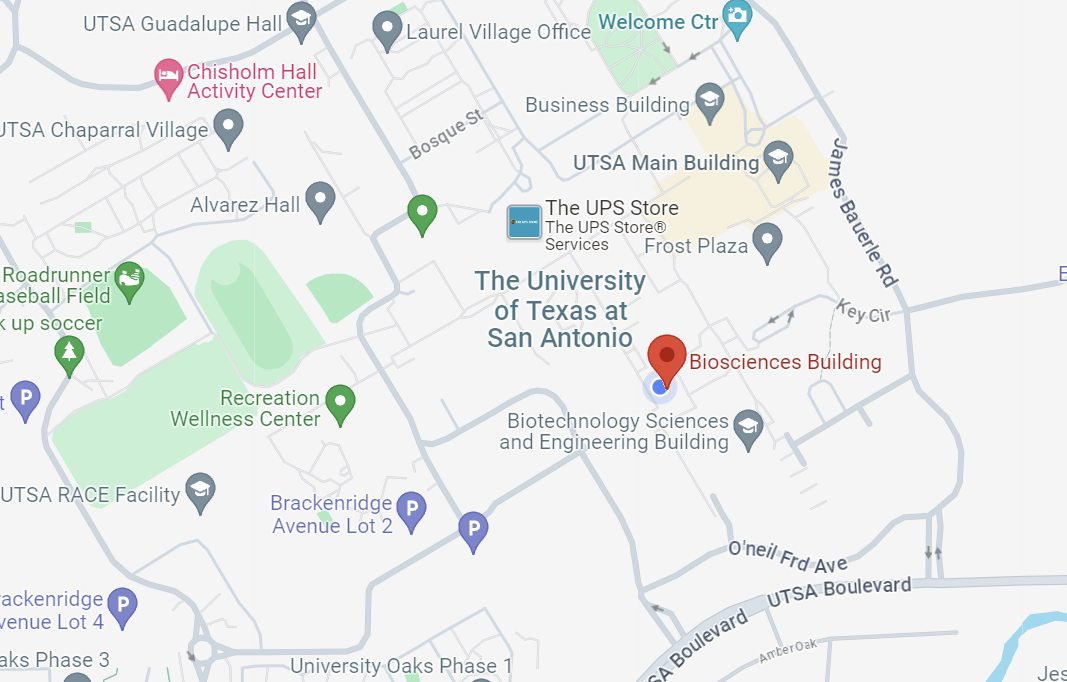 UTSA Guadalupe Hall
Laurel Village Office
Welcome Ctr
Chisholm Hall
Activity Center
Business Building
UTSA Chaparral Village
Bosque St
UTSA Main Building
James Bauerle Rd
Alvarez Hall
The UPS Store
The UPS Store®
Services
Frost Plaza
Roadrunner
aseball Field
k up soccer
The University
of Texas at
San Antonio
E
Key Cir
Biosciences Building
P
t
Recreation
Wellness Center
Biotechnology Sciences
and Engineering Building
UTSA RACE Facility
Brackenridge
Avenue Lot 2
P
P
O'neil Frd Ave
UTSA Boulevard
rackenridge
venue Lot 4
P
SA Boulevard
Amber Oak
aks Phase 3
University Oaks Phase 1
Jes